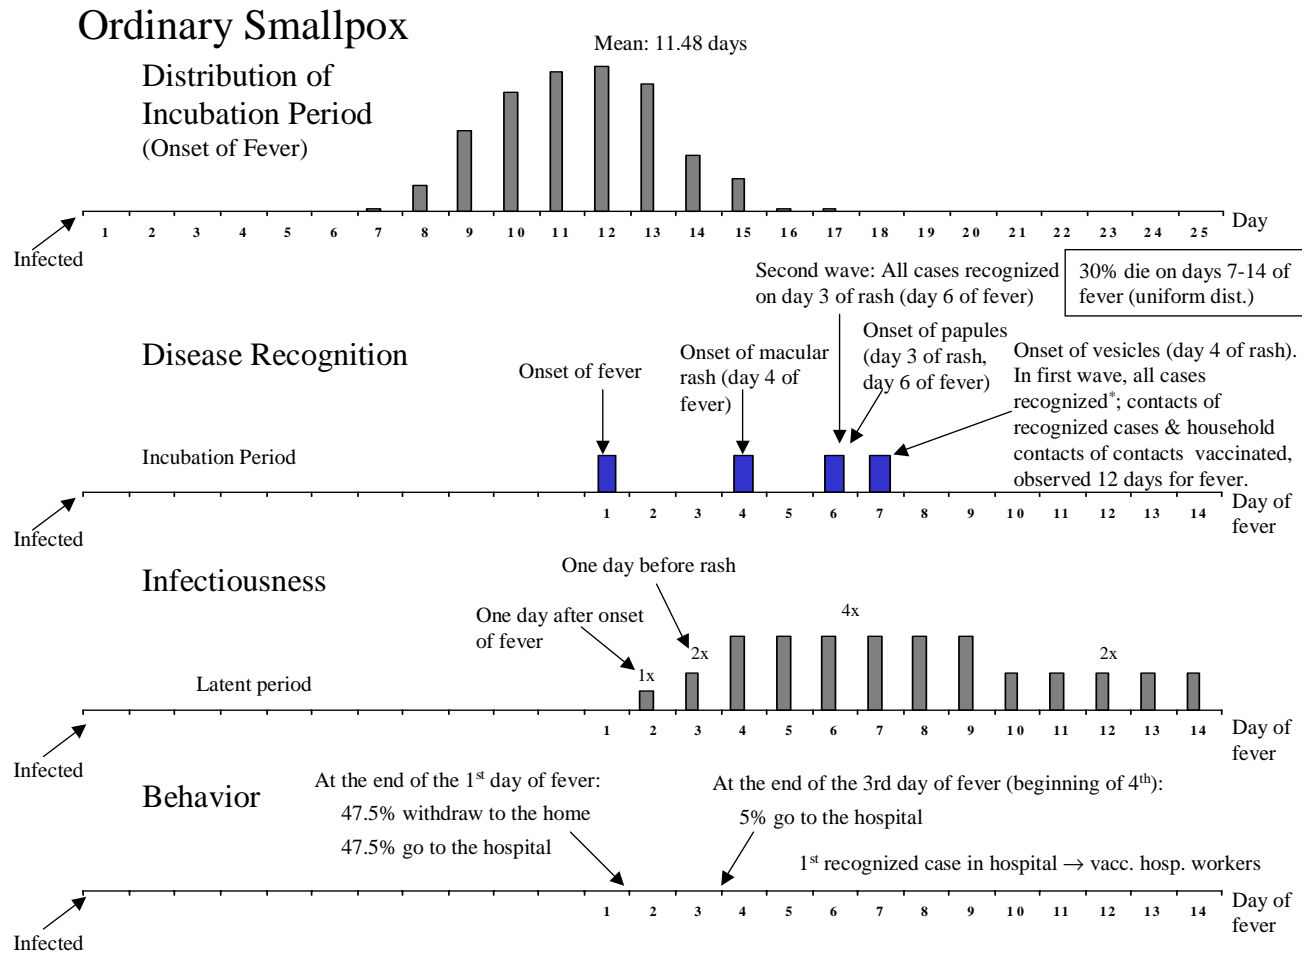 Ordinary Smallpox
Mean: 11.48 days
Distribution of
Incubation Period
(Onset of Fever)
1 2 3 4 5 6 7 8 9 10 11 12 13 14 15 16 17 18 19 20 21 22 23 24 25
Day
Infected
Second wave: All cases recognized
on day 3 of rash (day 6 of fever)
30% die on days 7-14 of
fever (uniform dist.)
Disease Recognition
Onset of fever
Onset of macular
rash (day 4 of
fever)
Onset of papules
(day 3 of rash,
day 6 of fever)
Onset of vesicles (day 4 of rash).
In first wave, all cases
recognized*; contacts of
recognized cases & household
contacts of contacts vaccinated,
observed 12 days for fever.
Incubation Period
1 2 3 4 5 6 7 8 9 10 11 12 13 14
Day of
fever
Infected
Infectiousness
One day before rash
One day after onset
of fever
1x
2x
4x
2x
Latent period
1 2 3 4 5 6 7 8 9 10 11 12 13 14
Day of
fever
Infected
Behavior
At the end of the 1st day of fever:
47.5% withdraw to the home
47.5% go to the hospital
At the end of the 3rd day of fever (beginning of 4th):
5% go to the hospital
1st recognized case in hospital → vacc. hosp. workers
1 2 3 4 5 6 7 8 9 10 11 12 13 14
Day of
fever
Infected